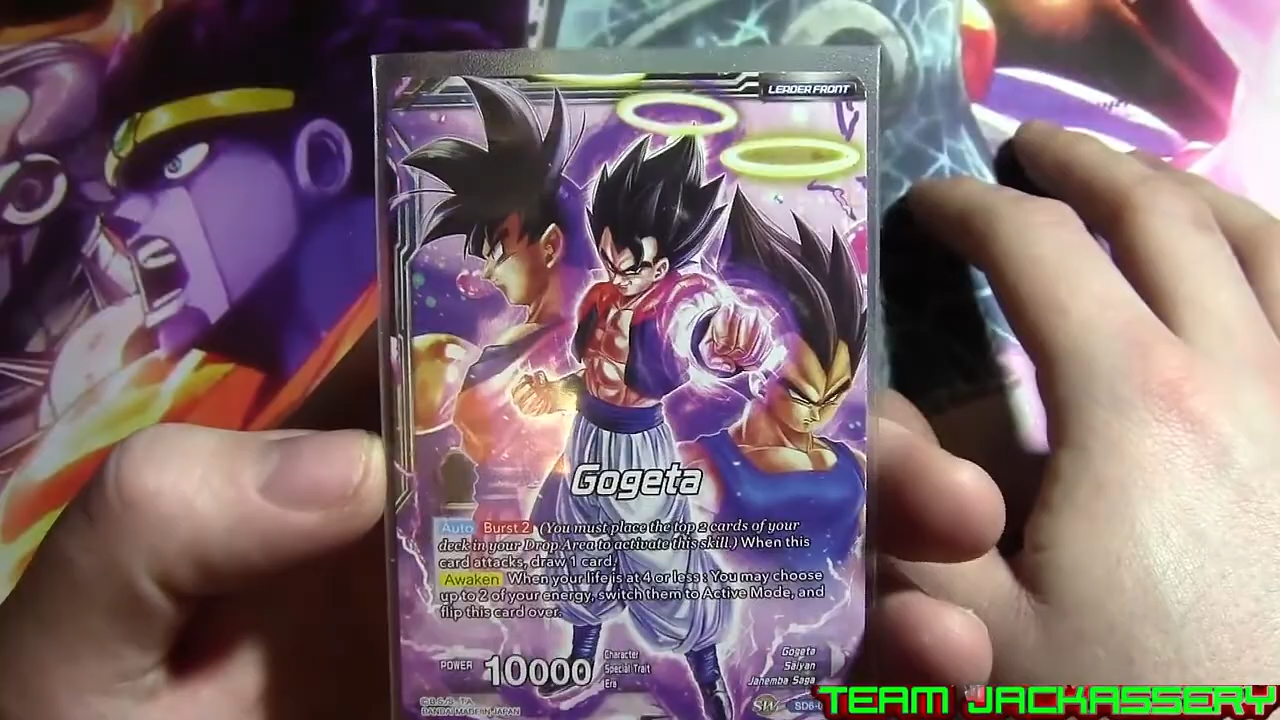 LEADER FRONT
Gogeta
Auto Burst 2 (You must place the top 2 cards of your
deck in your Drop Area to activate this skill.) When this
card attacks, draw 1 card.
Awaken When your life is at 4 or less : You may choose
up to 2 of your energy, switch them to Active Mode, and
flip this card over.
POWER 10000
Character
Special Trait
Era
Gogeta
Saiyan
Janemba Saga
BANDAI MADE IN JAPAN
TEAM JACKASSERY